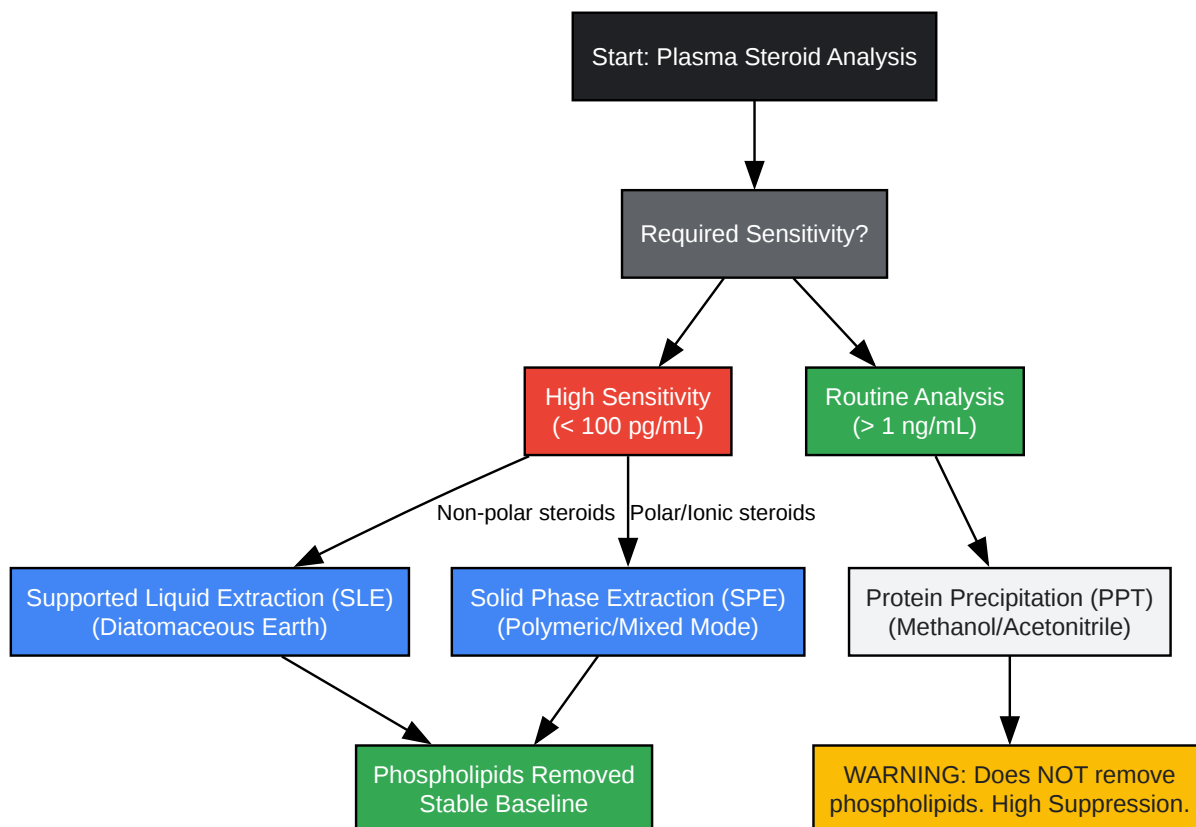 Start: Plasma Steroid Analysis
Required Sensitivity?
High Sensitivity
(< 100 pg/mL)
Routine Analysis
(> 1 ng/mL)
Non-polar steroids
Polar/Ionic steroids
Supported Liquid Extraction (SLE)
(Diatomaceous Earth)
Solid Phase Extraction (SPE)
(Polymeric/Mixed Mode)
Protein Precipitation (PPT)
(Methanol/Acetonitrile)
Phospholipids Removed
Stable Baseline
WARNING: Does NOT remove
phospholipids. High Suppression.